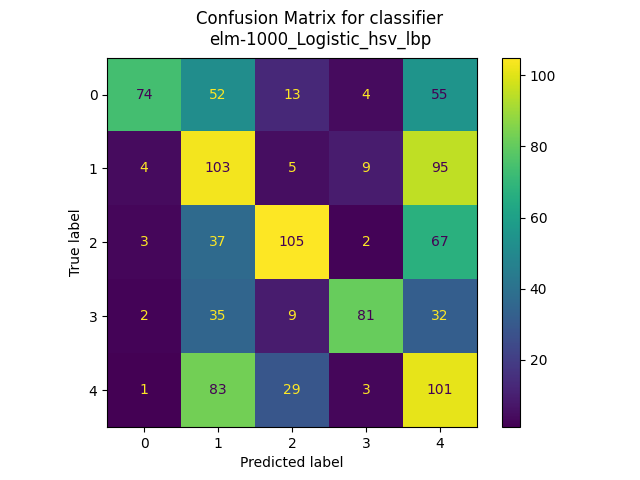 Confusion Matrix for classifier
elm-1000_Logistic_hsv_lbp
True label
0 74 52 13 4 55
1 4 103 5 9 95
2 3 37 105 2 67
3 2 35 9 81 32
4 1 83 29 3 101
0 1 2 3 4
Predicted label
100
80
60
40
20